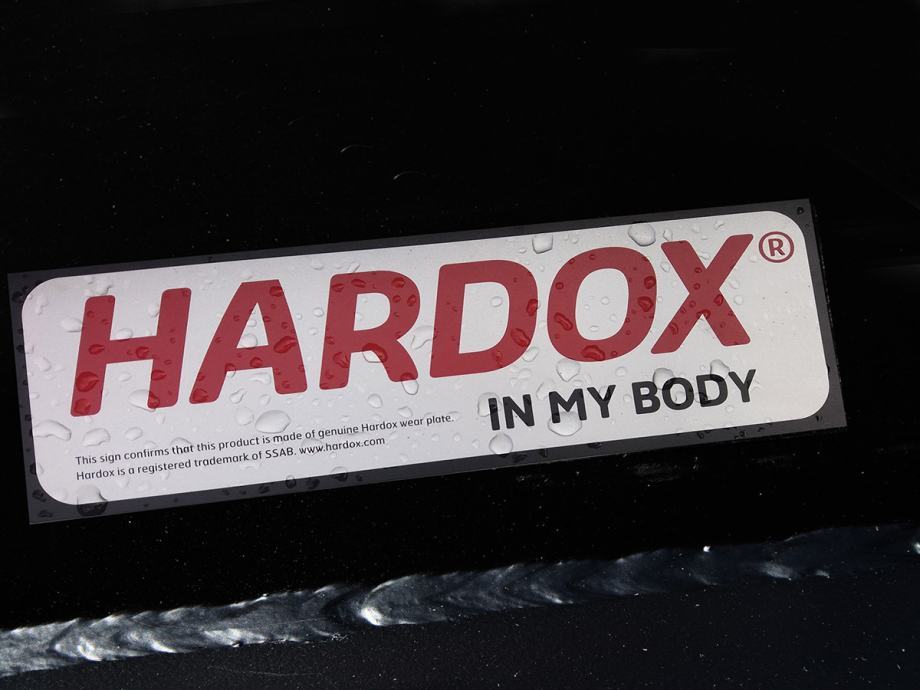 HARDOX®
IN MY BODY
This sign confirms that this product is made of genuine Hardox wear plate.
Hardox is a registered trademark of SSAB. www.hardox.com